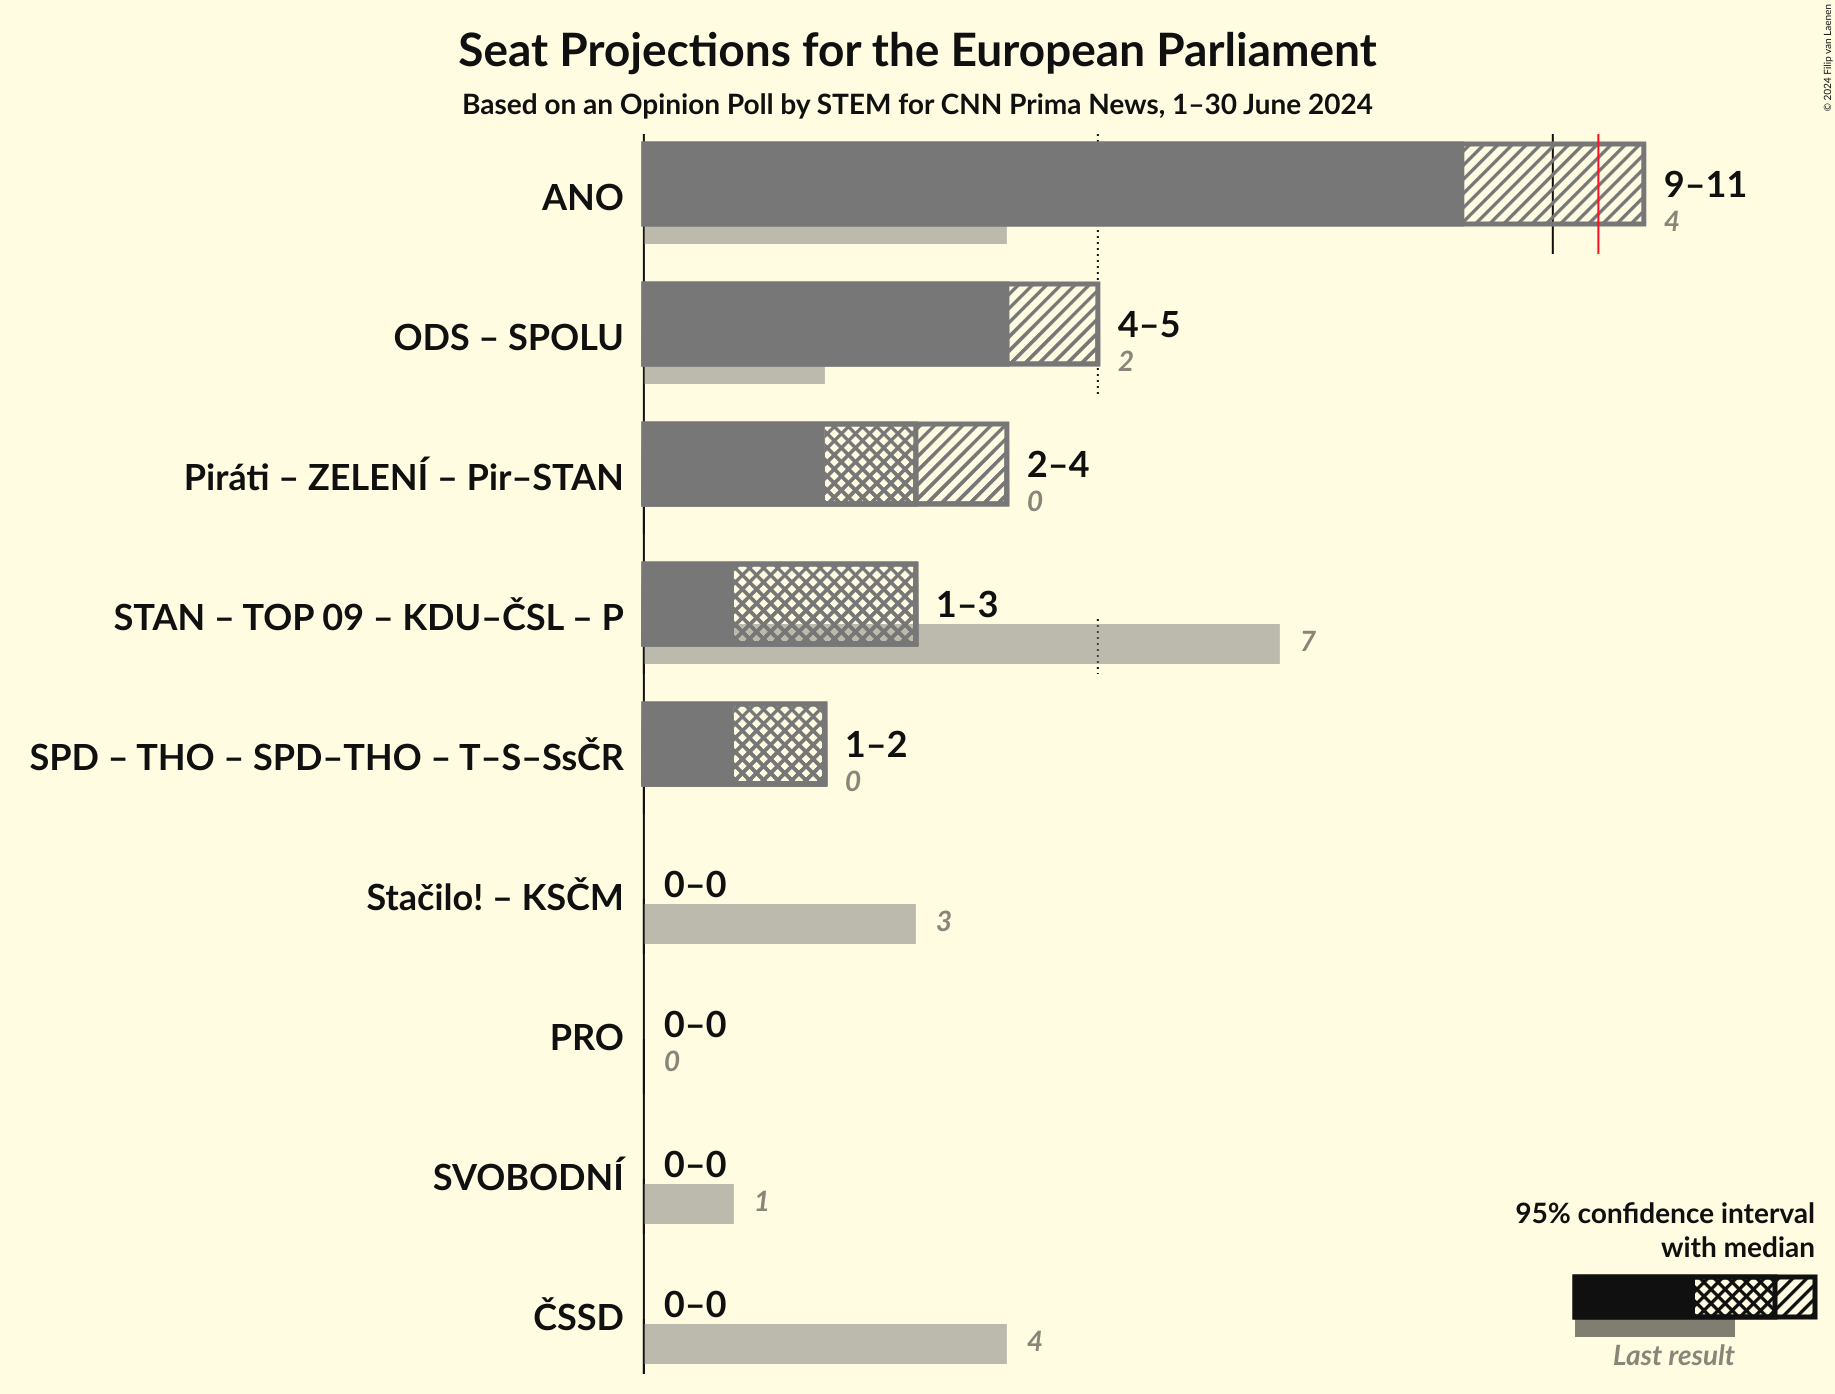 Seat Projections for the European Parliament
Based on an Opinion Poll by STEM for CNN Prima News, 1–30 June 2024
© 2024 Filip van Laenen
ANO
9–11
4
ODS – SPOLU
4–5
2
Piráti – ZELENÍ – Pir–STAN
2–4
0
STAN – TOP 09 – KDU–ČSL – P
1–3
7
SPD – THO – SPD–THO – T–S–SsČR
1–2
0
Stačilo! – KSČM
0–0
3
PRO
0–0
0
SVOBODNÍ
0–0
1
ČSSD
0–0
4
95% confidence interval
with median
Last result